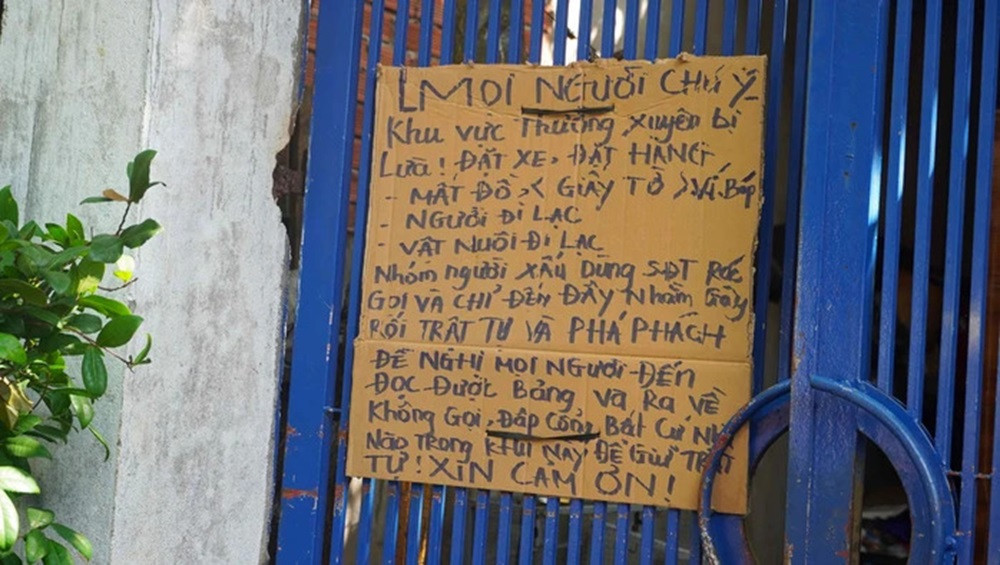 MỌI NGƯỜI CHÚ Ý
Khu vực Thường xuyên bị
Lừa! ĐẶT XE, ĐẶT HÀNG
- MẤT ĐỒ < GIẤY TỜ > Ví, Bóp
- NGƯỜI ĐI LẠC
- VẬT NUÔI ĐI LẠC
Nhóm người xấu DÙNG SĐT Rác
GỌI VÀ CHỈ ĐẾN ĐÂY Nhằm Gây
RỐI TRẬT TỰ VÀ PHÁ PHÁCH
ĐỀ NGHỊ MỌI NGƯỜI ĐẾN
ĐỌC ĐƯỢC BẢNG và RA VỀ
Không Gọi, Đập Cổng Bất Cứ
Nào Trong KHU NÀY ĐỂ Giữ TRẬT
TỰ! XIN CẢM ƠN!